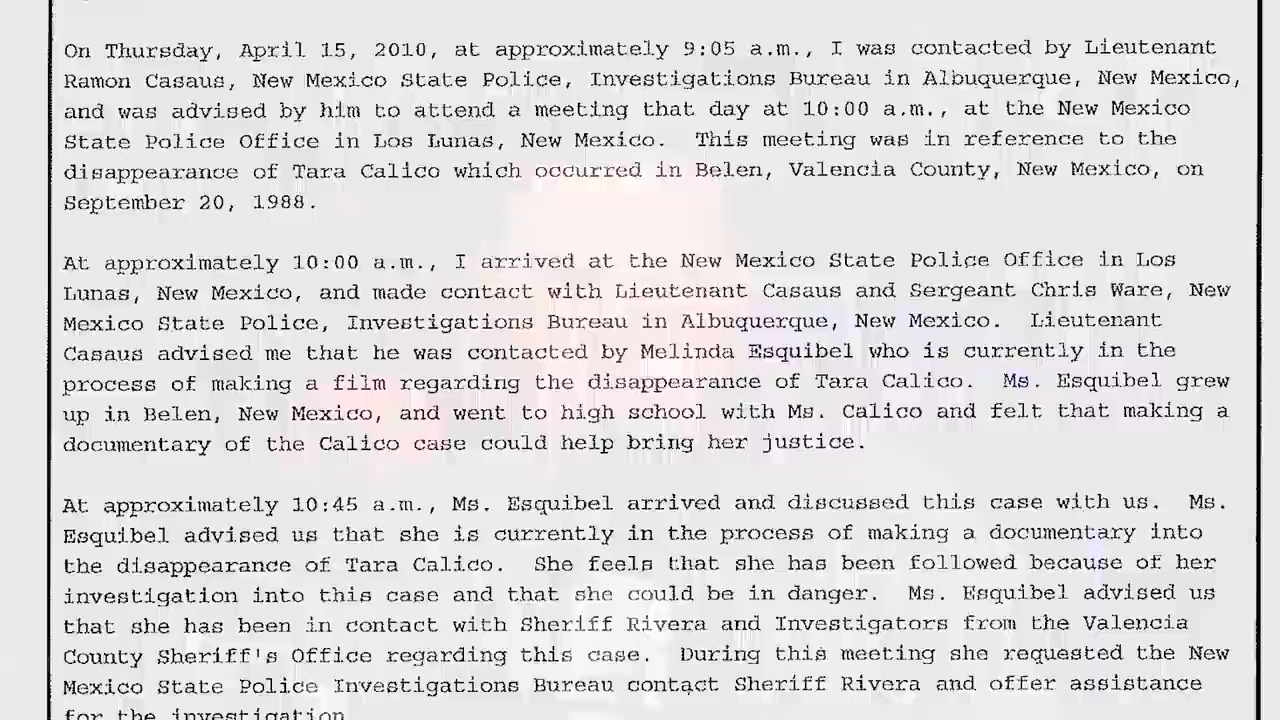 On Thursday, April 15, 2010, at approximately 9:05 a.m., I was contacted by Lieutenant
Ramon Casaus, New Mexico State Police, Investigations Bureau in Albuquerque, New Mexico,
and was advised by him to attend a meeting that day at 10:00 a.m., at the New Mexico
State Police Office in Los Lunas, New Mexico.  This meeting was in reference to the
disappearance of Tara Calico which occurred in Belen, Valencia County, New Mexico, on
September 20, 1988.
At approximately 10:00 a.m., I arrived at the New Mexico State Police Office in Los
Lunas, New Mexico, and made contact with Lieutenant Casaus and Sergeant Chris Ware, New
Mexico State Police, Investigations Bureau in Albuquerque, New Mexico.  Lieutenant
Casaus advised me that he was contacted by Melinda Esquibel who is currently in the
process of making a film regarding the disappearance of Tara Calico.  Ms. Esquibel grew
up in Belen, New Mexico, and went to high school with Ms. Calico and felt that making a
documentary of the Calico case could help bring her justice.
At approximately 10:45 a.m., Ms. Esquibel arrived and discussed this case with us.  Ms.
Esquibel advised us that she is currently in the process of making a documentary into
the disappearance of Tara Calico.  She feels that she has been followed because of her
investigation into this case and that she could be in danger.  Ms. Esquibel advised us
that she has been in contact with Sheriff Rivera and Investigators from the Valencia
County Sheriff's Office regarding this case.  During this meeting she requested the New
Mexico State Police Investigations Bureau contact Sheriff Rivera and offer assistance
for the investigation